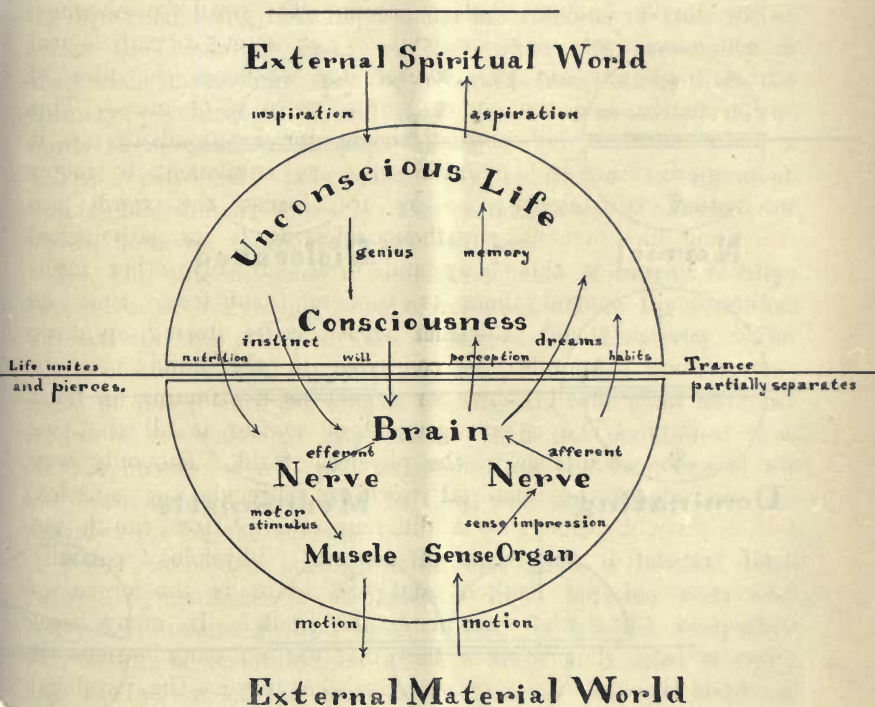 External Spiritual World
inspiration aspiration
Unconscious Life
genius memory
Consciousness
nutrition instinct will perception dreams habits
Life unites Trance
and pierces. partially separates
Brain
efferent afferent
Nerve Nerve
motor
stimulus sense impression
Muscle Sense Organ
motion motion
External Material World